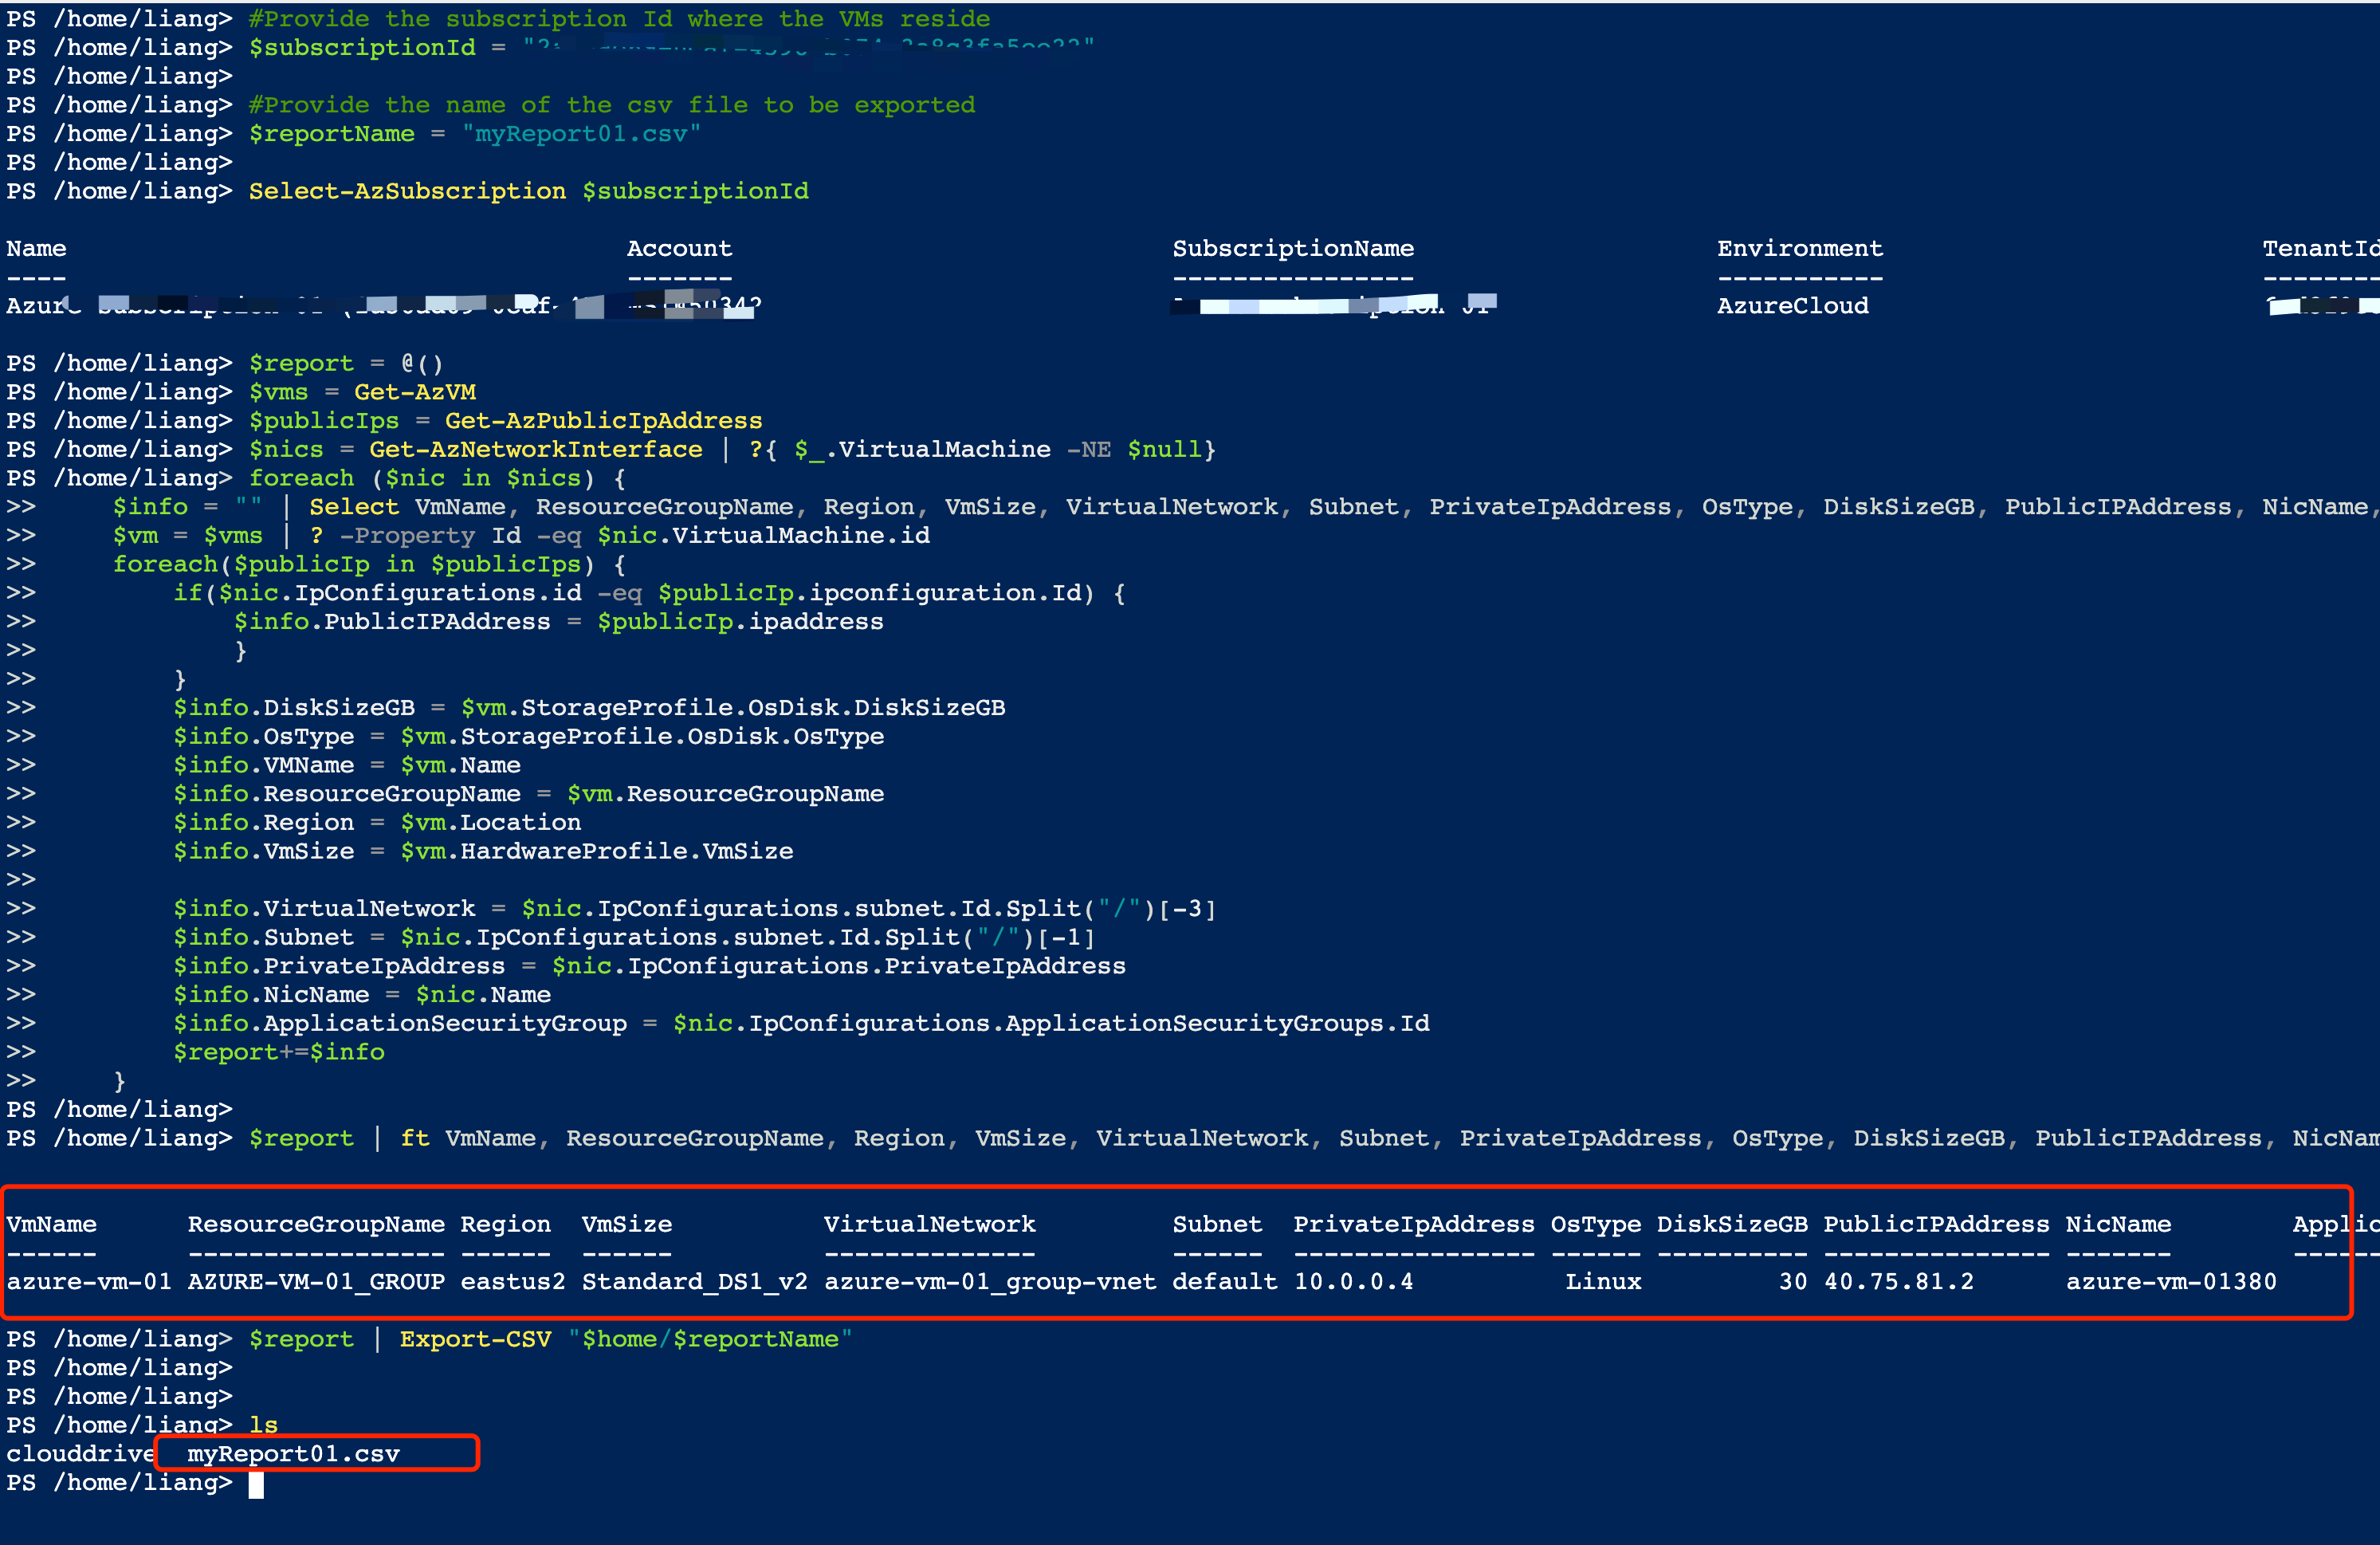 PS /home/liang> #Provide the subscription Id where the VMs reside
PS /home/liang> $subscriptionId =
PS /home/liang>
PS /home/liang> #Provide the name of the csv file to be exported
PS /home/liang> $reportName = "myReport01.csv"
PS /home/liang>
PS /home/liang> Select-AzSubscription $subscriptionId
Name Account SubscriptionName Environment TenantId
---- ------- ---------------- ----------- --------
AzureCloud
PS /home/liang> $report = @()
PS /home/liang> $vms = Get-AzVM
PS /home/liang> $publicIps = Get-AzPublicIpAddress
PS /home/liang> $nics = Get-AzNetworkInterface | ?{ $_.VirtualMachine -NE $null}
PS /home/liang> foreach ($nic in $nics) {
>> $info = "" | Select VmName, ResourceGroupName, Region, VmSize, VirtualNetwork, Subnet, PrivateIpAddress, OsType, DiskSizeGB, PublicIPAddress, NicName,
>> $vm = $vms | ? -Property Id -eq $nic.VirtualMachine.id
>> foreach($publicIp in $publicIps) {
>> if($nic.IpConfigurations.id -eq $publicIp.ipconfiguration.Id) {
>> $info.PublicIPAddress = $publicIp.ipaddress
>> }
>> }
>> $info.DiskSizeGB = $vm.StorageProfile.OsDisk.DiskSizeGB
>> $info.OsType = $vm.StorageProfile.OsDisk.OsType
>> $info.VMName = $vm.Name
>> $info.ResourceGroupName = $vm.ResourceGroupName
>> $info.Region = $vm.Location
>> $info.VmSize = $vm.HardwareProfile.VmSize
>>
>> $info.VirtualNetwork = $nic.IpConfigurations.subnet.Id.Split("/")[-3]
>> $info.Subnet = $nic.IpConfigurations.subnet.Id.Split("/")[-1]
>> $info.PrivateIpAddress = $nic.IpConfigurations.PrivateIpAddress
>> $info.NicName = $nic.Name
>> $info.ApplicationSecurityGroup = $nic.IpConfigurations.ApplicationSecurityGroups.Id
>> $report+=$info
>> }
PS /home/liang>
PS /home/liang> $report | ft VmName, ResourceGroupName, Region, VmSize, VirtualNetwork, Subnet, PrivateIpAddress, OsType, DiskSizeGB, PublicIPAddress, NicNam
VmName ResourceGroupName Region VmSize VirtualNetwork Subnet PrivateIpAddress OsType DiskSizeGB PublicIPAddress NicName Applic
------ ----------------- ------ ------ -------------- ------ ---------------- ------ ---------- --------------- ------- ------
azure-vm-01 AZURE-VM-01_GROUP eastus2 Standard_DS1_v2 azure-vm-01_group-vnet default 10.0.0.4 Linux 30 40.75.81.2 azure-vm-01380
PS /home/liang> $report | Export-CSV "$home/$reportName"
PS /home/liang>
PS /home/liang>
PS /home/liang> ls
clouddrive myReport01.csv
PS /home/liang>